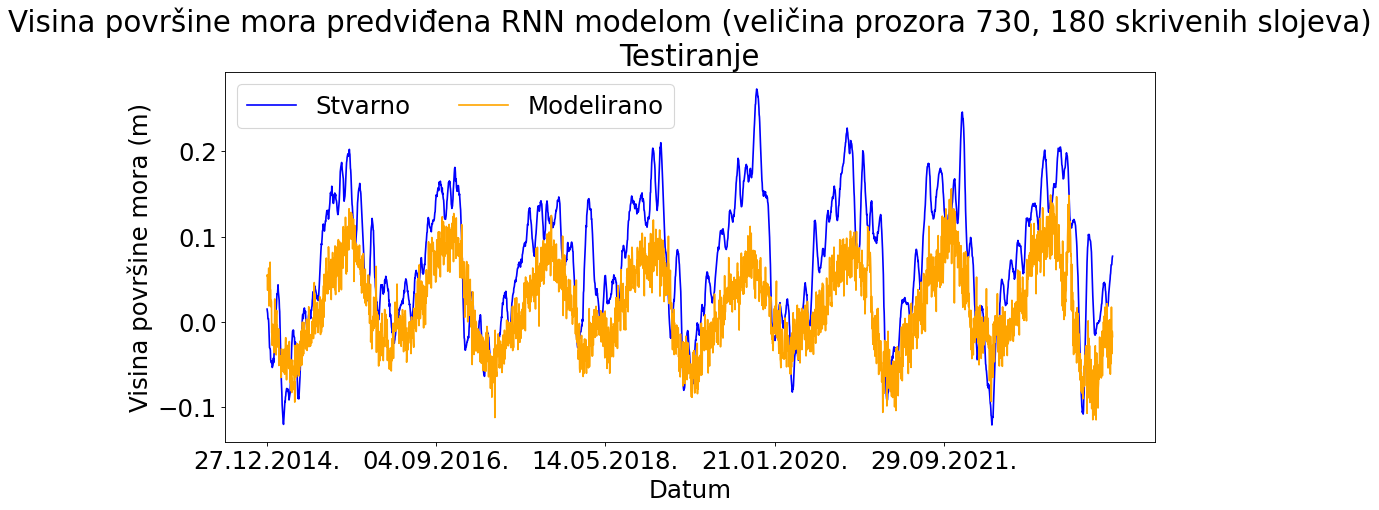 Visina površine mora predviđena RNN modelom (veličina prozora 730, 180 skrivenih slojeva)
Testiranje
Stvarno
Modelirano
Visina površine mora (m)
0.2
0.1
0.0
−0.1
27.12.2014.
04.09.2016.
14.05.2018.
21.01.2020.
29.09.2021.
Datum